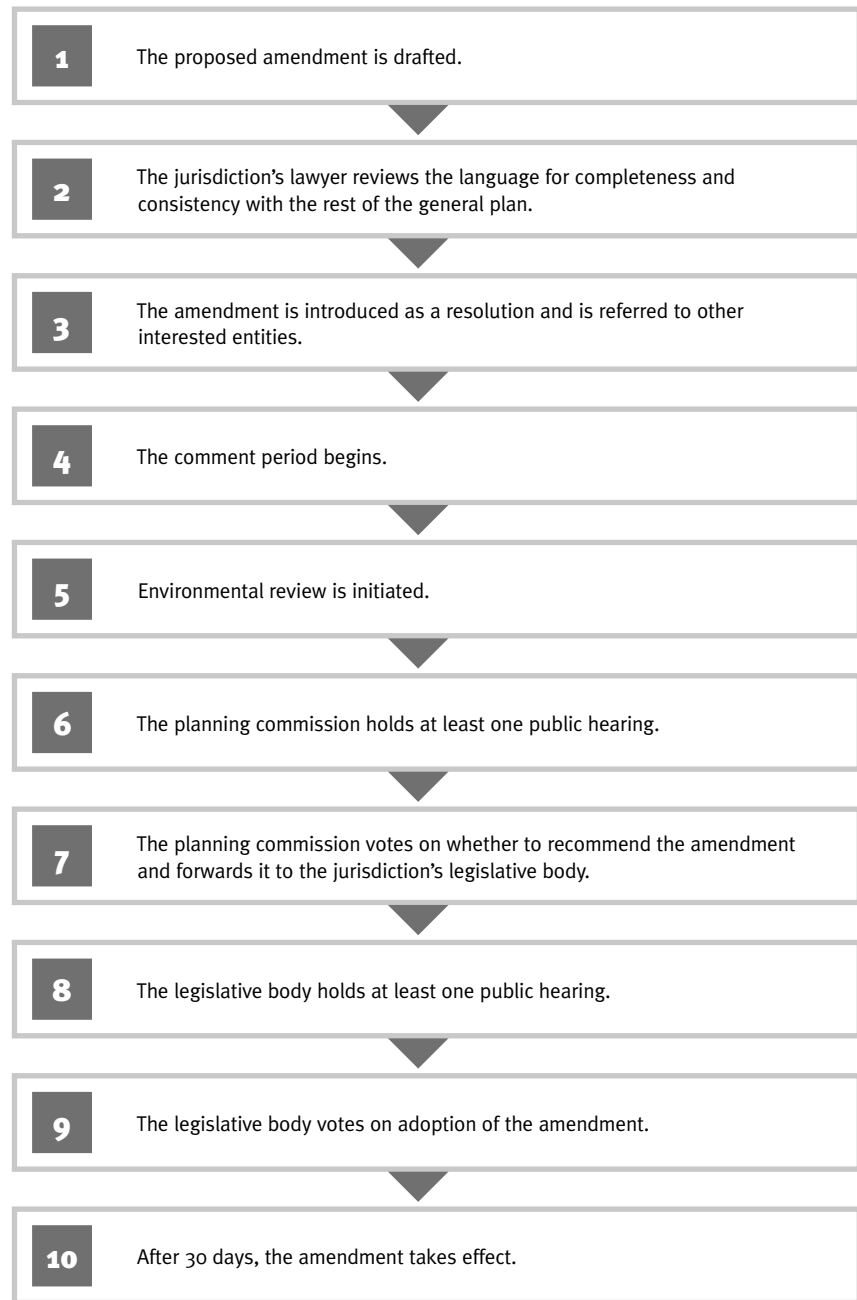 1
The proposed amendment is drafted.
2
The jurisdiction’s lawyer reviews the language for completeness and
consistency with the rest of the general plan.
3
The amendment is introduced as a resolution and is referred to other
interested entities.
4
The comment period begins.
5
Environmental review is initiated.
6
The planning commission holds at least one public hearing.
7
The planning commission votes on whether to recommend the amendment
and forwards it to the jurisdiction’s legislative body.
8
The legislative body holds at least one public hearing.
9
The legislative body votes on adoption of the amendment.
10
After 30 days, the amendment takes effect.